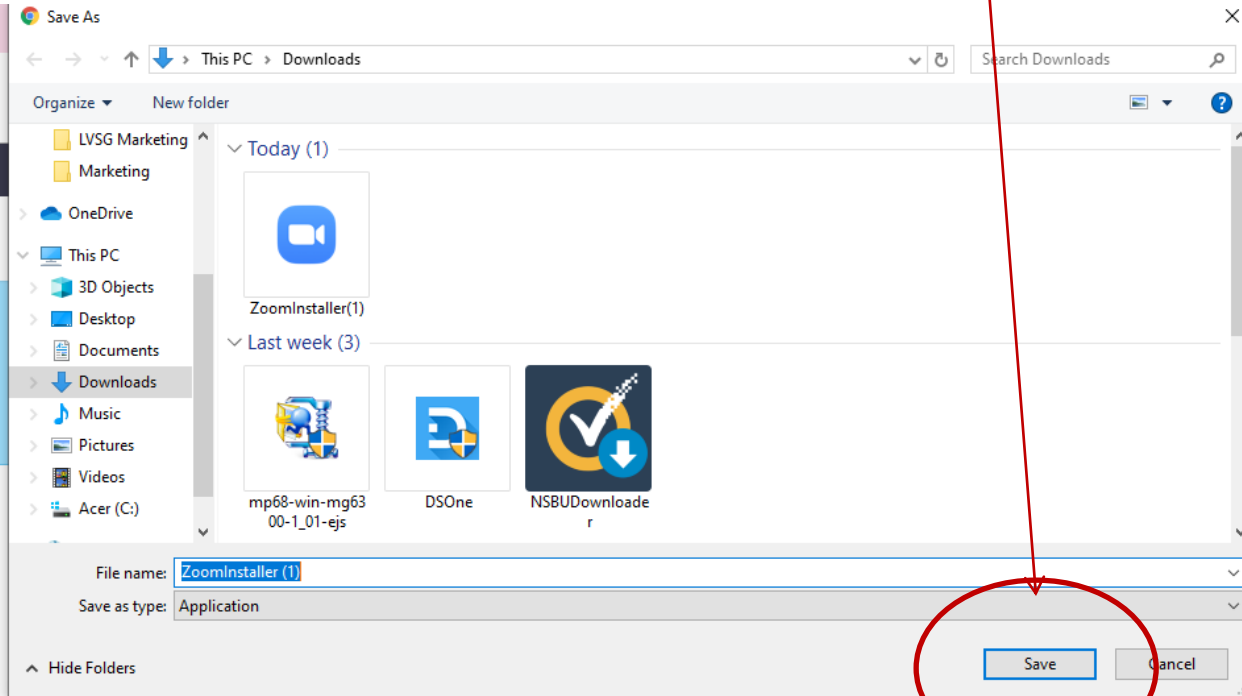 Save As
This PC > Downloads
Search Downloads
Organize
New folder
LVSG Marketing
Marketing
OneDrive
This PC
3D Objects
Desktop
Documents
Downloads
Music
Pictures
Videos
Acer (C:)
Today (1)
ZoomInstaller(1)
Last week (3)
mp68-win-mg63
00-1_01-ejs
DSOne
NSBUDownloade
r
File name: ZoomInstaller (1)
Save as type: Application
Hide Folders
Save
Cancel